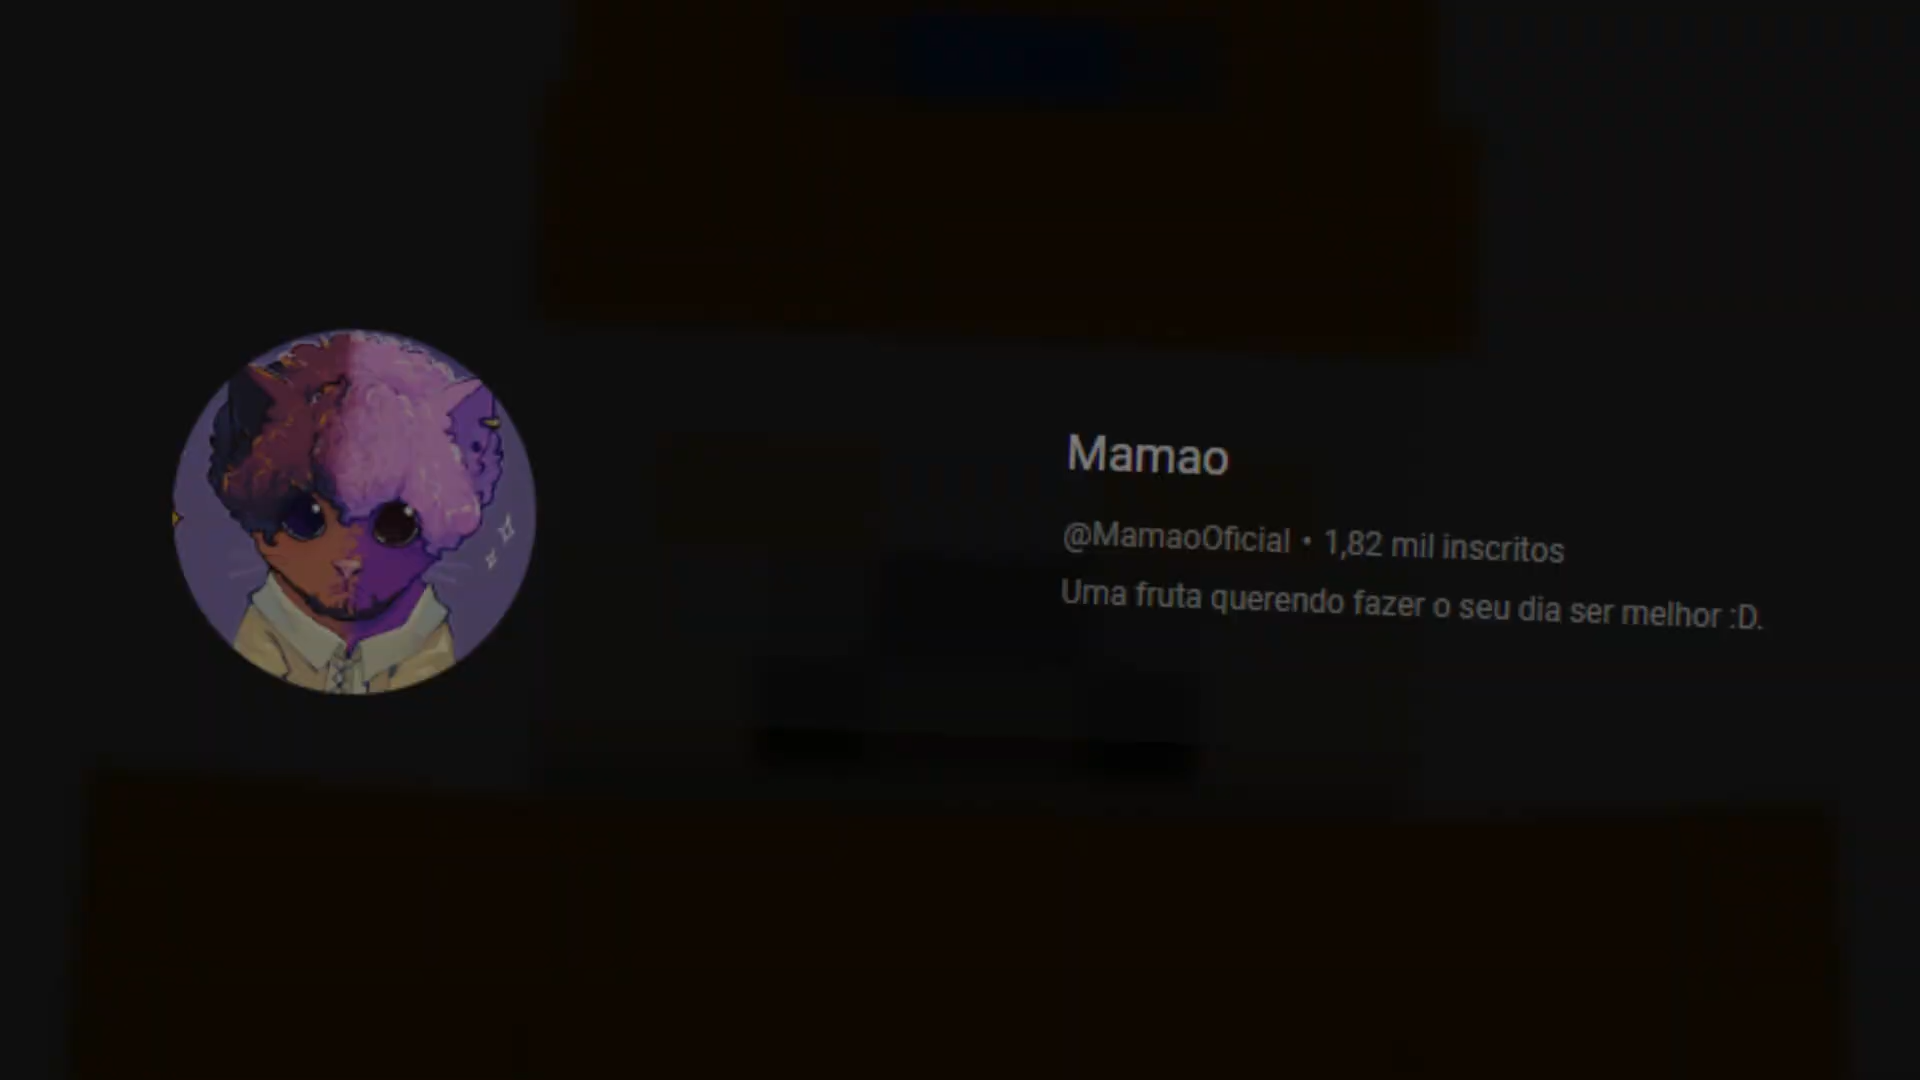 Mamao
@MamaoOficial • 1,82 mil inscritos
Uma fruta querendo fazer o seu dia ser melhor :D.